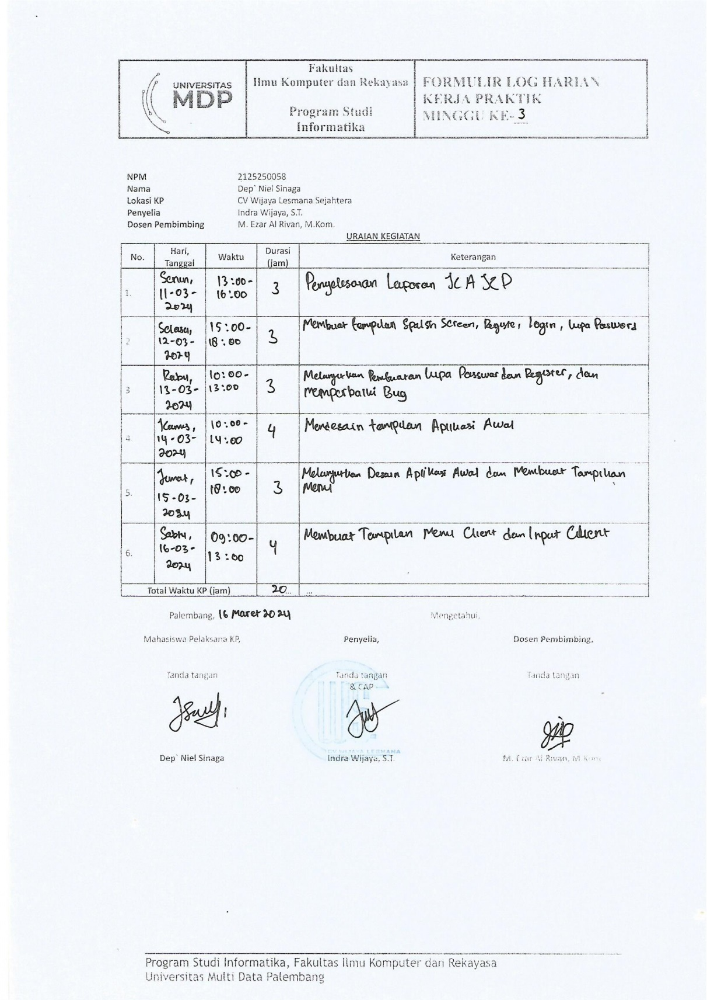 UNIVERSITAS
MDP
Fakultas
Ilmu Komputer dan Rekayasa
Program Studi
Informatika
FORMULIR LOG HARIAN
KERJA PRAKTIK
MINGGU KE- 3
NPM 2125250058
Nama Dep` Niel Sinaga
Lokasi KP CV Wijaya Lesmana Sejahtera
Penyelia Indra Wijaya, S.T.
Dosen Pembimbing M. Ezar Al Rivan, M.Kom.
URAIAN KEGIATAN
No. Hari, Tanggal Waktu Durasi (jam) Keterangan
1. Senin, 11-03-2024 13:00-16:00 3 Penyelesaian Laporan KAKP
2 Selasa, 12-03-2024 15:00-18:00 3 Membuat tampilan Spalsh Screen, Register, Login, Lupa Pasword
3 Rabu, 13-03-2024 10:00-13:00 3 Melanjutkan Pembuatan Lupa Passwor dan Register, dan
memperbaiki Bug
4. Kamis, 14-03-2024 10:00-14:00 4 Mendesain tampilan Aplikasi Awal
5. Jumat, 15-03-2024 15:00-18:00 3 Melanjutkan Desain Aplikasi Awal dan Membuat Tampilan
Menu
6. Sabtu, 16-03-2024 09:00-13:00 4 Membuat Tampilan Menu Client dan Input Client
Total Waktu KP (jam) 20... ...
Palembang, 16 Maret 2024 Mengetahui,
Mahasiswa Pelaksana KP, Penyelia, Dosen Pembimbing,
Tanda tangan Tanda tangan Tanda tangan
& CAP
CV WIJAYA LESMANA
Dep` Niel Sinaga Indra Wijaya, S.T. M. Ezar Al Rivan, M.Kom.
Program Studi Informatika, Fakultas Ilmu Komputer dan Rekayasa
Universitas Multi Data Palembang